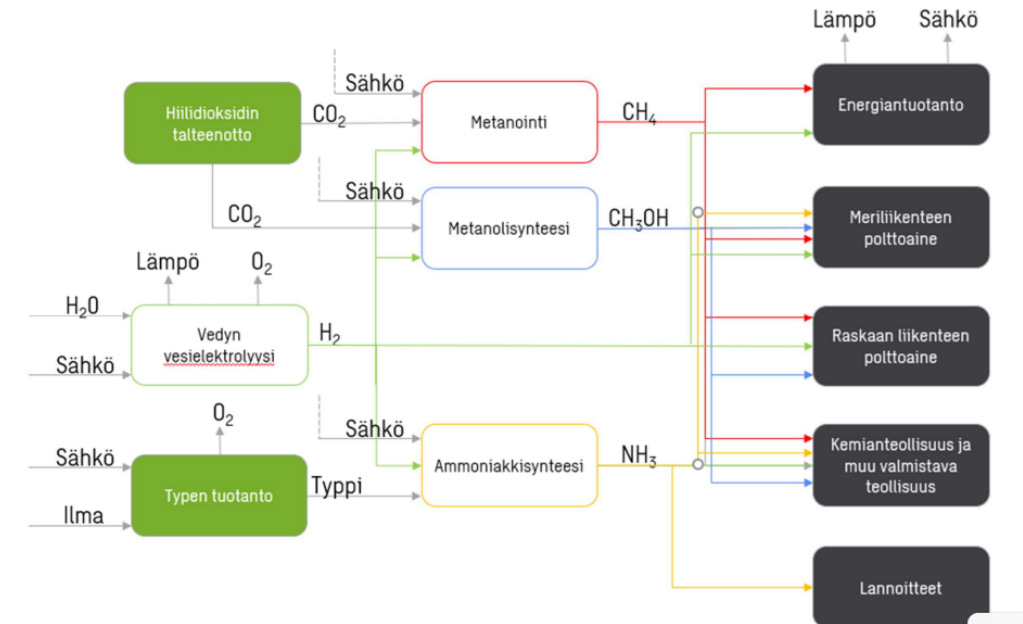 Lämpö
Sähkö
Sähkö
Hiilidioksidin
talteenotto
CO₂
Metanointi
CH₄
Energiantuotanto
Sähkö
CO₂
Metanolisynteesi
CH₃OH
Meriliikenteen
polttoaine
Lämpö
O₂
H₂O
Vedyn
vesielektrolyysi
H₂
Sähkö
Raskaan liikenteen
polttoaine
O₂
Sähkö
Sähkö
Typen tuotanto
Typpi
Ilma
Ammoniakkisynteesi
NH₃
Kemianteollisuus ja
muu valmistava
teollisuus
Lannoitteet